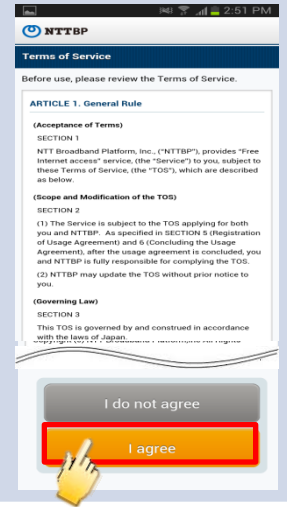 2:51 PM
NTTBP
Terms of Service
Before use, please review the Terms of Service.
ARTICLE 1. General Rule
(Acceptance of Terms)
SECTION 1
NTT Broadband Platform, Inc., ("NTTBP"), provides "Free
Internet access" service, (the "Service") to you, subject to
these Terms of Service, (the "TOS"), which are described
as below.
(Scope and Modification of the TOS)
SECTION 2
(1) The Service is subject to the TOS applying for both
you and NTTBP. As specified in SECTION 5 (Registration
of Usage Agreement) and 6 (Concluding the Usage
Agreement), after the usage agreement is concluded, you
and NTTBP is fully responsible for complying the TOS.
(2) NTTBP may update the TOS without prior notice to
you.
(Governing Law)
SECTION 3
This TOS is governed by and construed in accordance
with the laws of Japan.
I do not agree
I agree